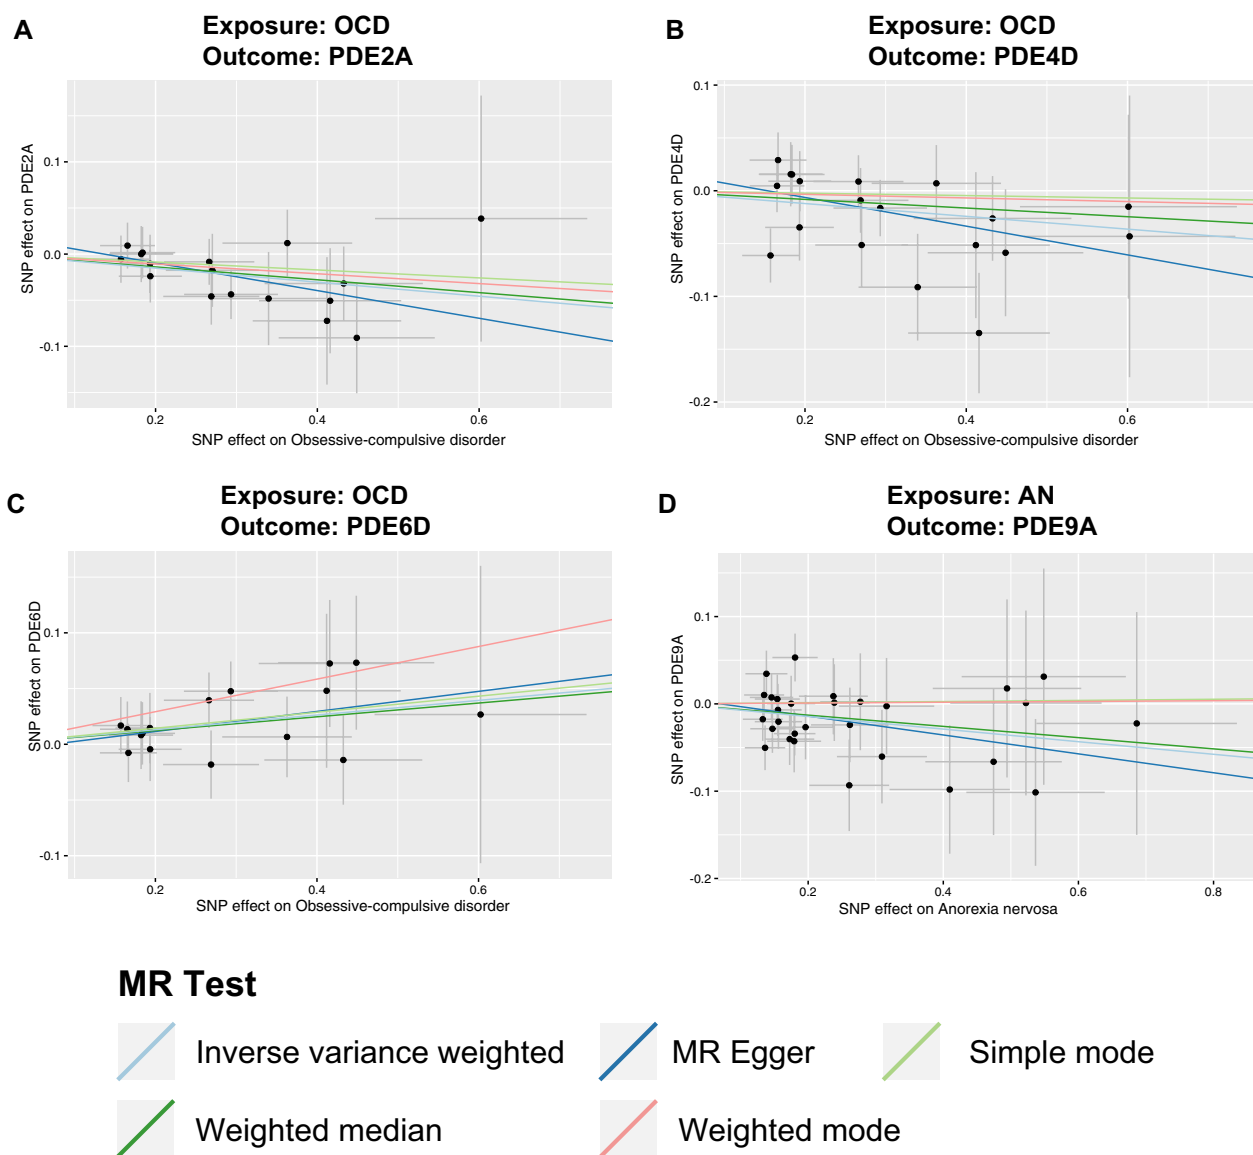 A
Exposure: OCD
Outcome: PDE2A
SNP effect on PDE2A
0.1
0.0
-0.1
0.2
0.4
0.6
SNP effect on Obsessive-compulsive disorder
B
Exposure: OCD
Outcome: PDE4D
SNP effect on PDE4D
0.1
0.0
-0.1
-0.2
0.2
0.4
0.6
SNP effect on Obsessive-compulsive disorder
C
Exposure: OCD
Outcome: PDE6D
SNP effect on PDE6D
0.1
0.0
-0.1
0.2
0.4
0.6
SNP effect on Obsessive-compulsive disorder
D
Exposure: AN
Outcome: PDE9A
SNP effect on PDE9A
0.1
0.0
-0.1
-0.2
0.2
0.4
0.6
0.8
SNP effect on Anorexia nervosa
MR Test
Inverse variance weighted
MR Egger
Simple mode
Weighted median
Weighted mode